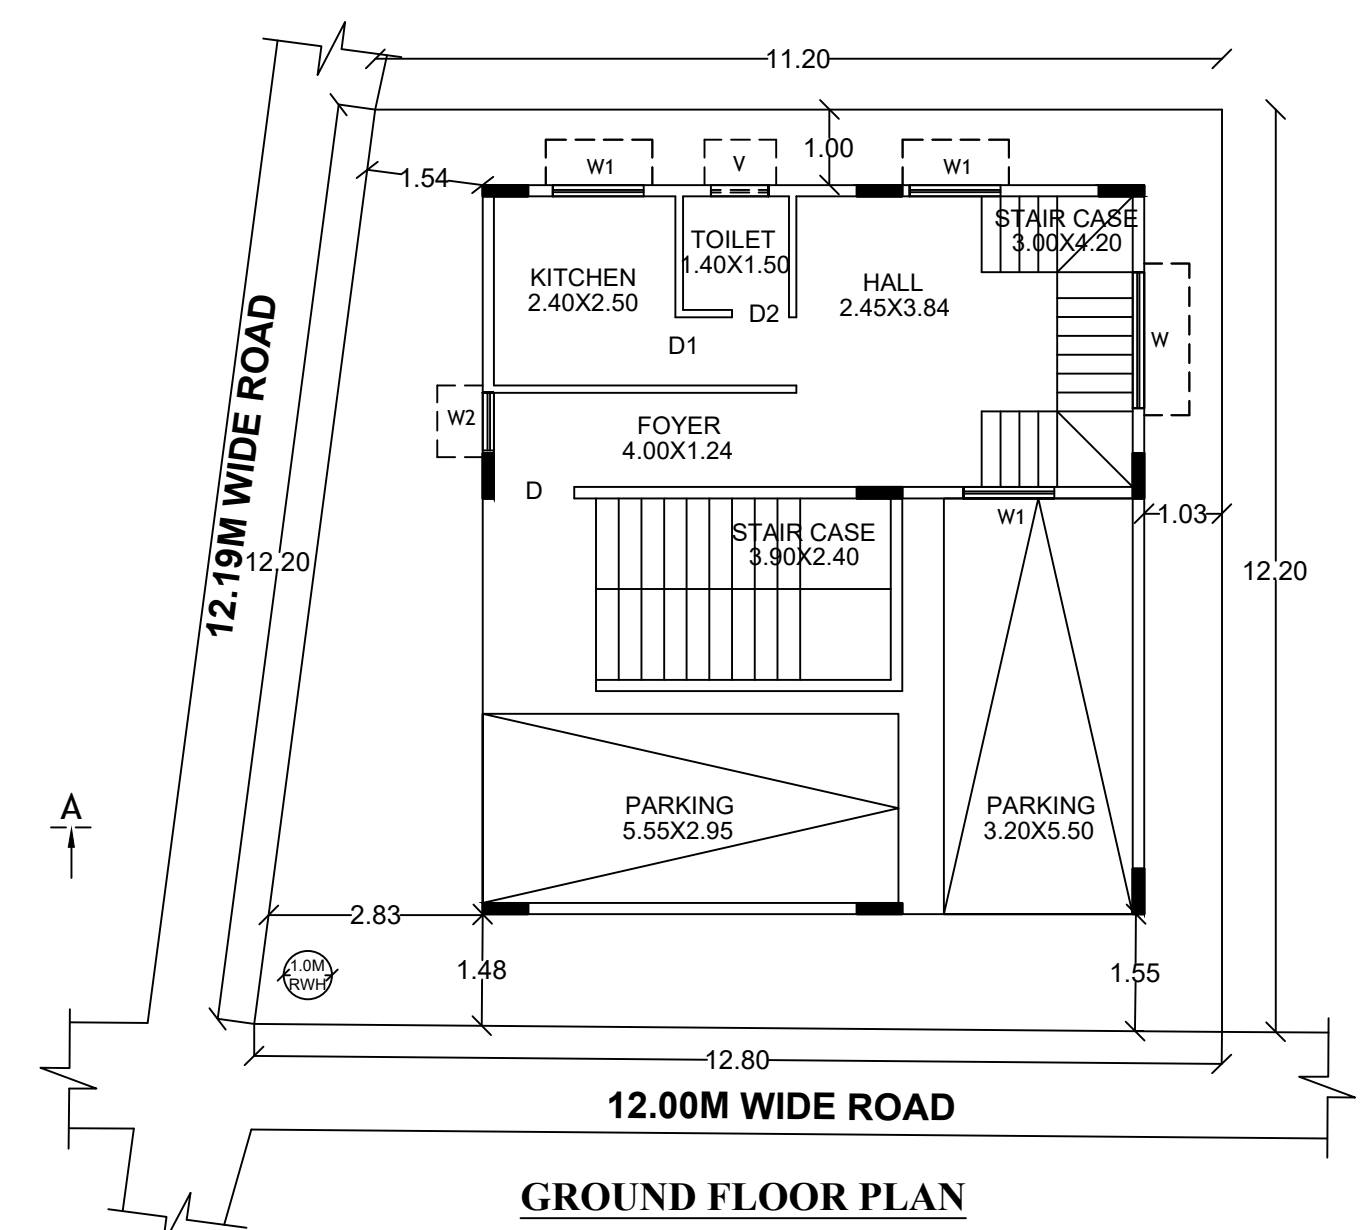 11.20
1.00
W1
V
W1
1.54
STAIR CASE
3.00X4.20
TOILET
1.40X1.50
KITCHEN
2.40X2.50
HALL
2.45X3.84
D2
D1
W
W2
FOYER
4.00X1.24
12.19M WIDE ROAD
D
W1
1.03
STAIR CASE
3.90X2.40
12.20
12.20
A
PARKING
5.55X2.95
PARKING
3.20X5.50
2.83
1.0M
RWH
1.48
1.55
12.80
12.00M WIDE ROAD
GROUND FLOOR PLAN